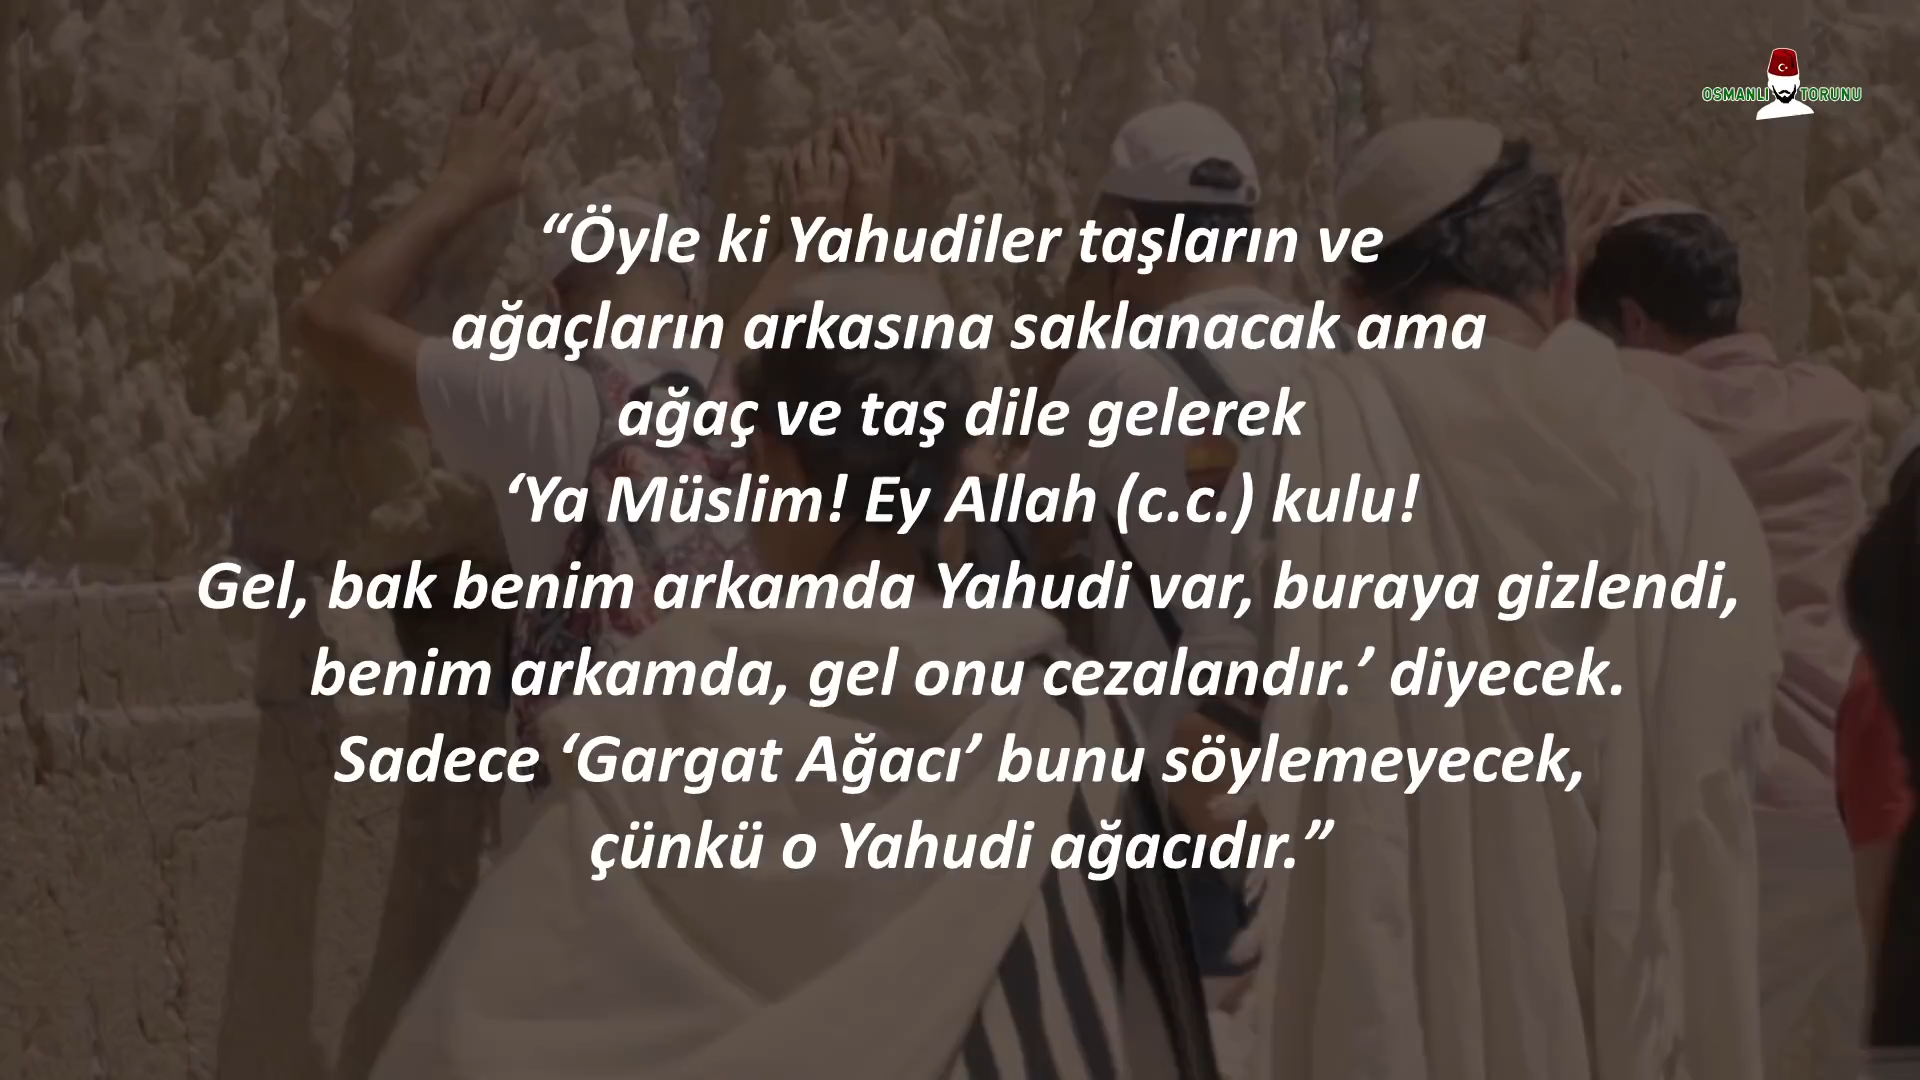 OSMANLI TORUNU
“Öyle ki Yahudiler taşların ve
ağaçların arkasına saklanacak ama
ağaç ve taş dile gelerek
‘Ya Müslim! Ey Allah (c.c.) kulu!
Gel, bak benim arkamda Yahudi var, buraya gizlendi,
benim arkamda, gel onu cezalandır.’ diyecek.
Sadece ‘Gargat Ağacı’ bunu söylemeyecek,
çünkü o Yahudi ağacıdır.”